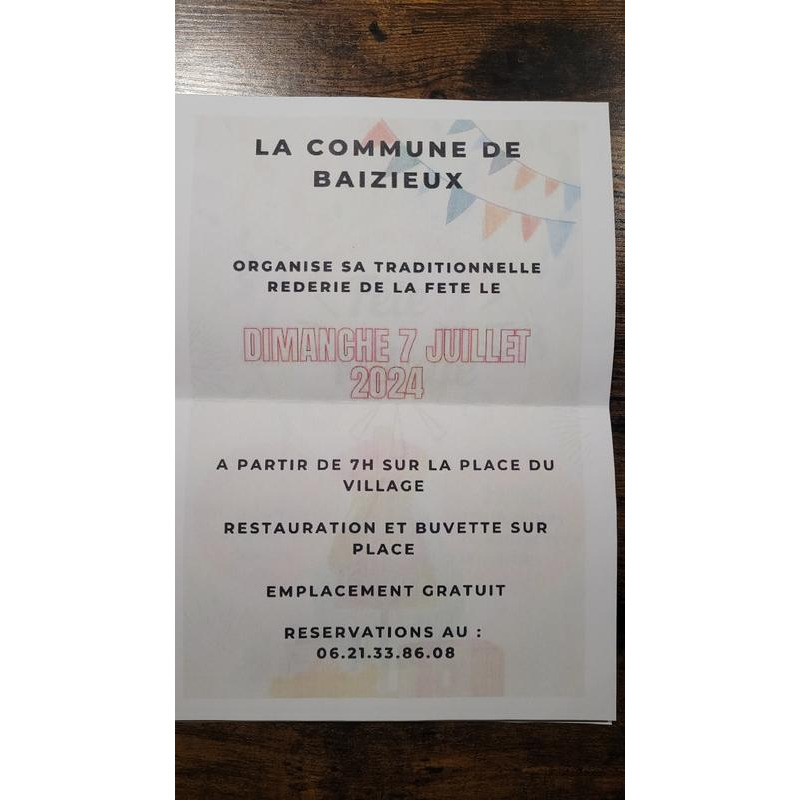 LA COMMUNE DE
BAIZIEUX
ORGANISE SA TRADITIONNELLE
REDERIE DE LA FETE LE
DIMANCHE 7 JUILLET
2024
A PARTIR DE 7H SUR LA PLACE DU
VILLAGE
RESTAURATION ET BUVETTE SUR
PLACE
EMPLACEMENT GRATUIT
RESERVATIONS AU :
06.21.33.86.08